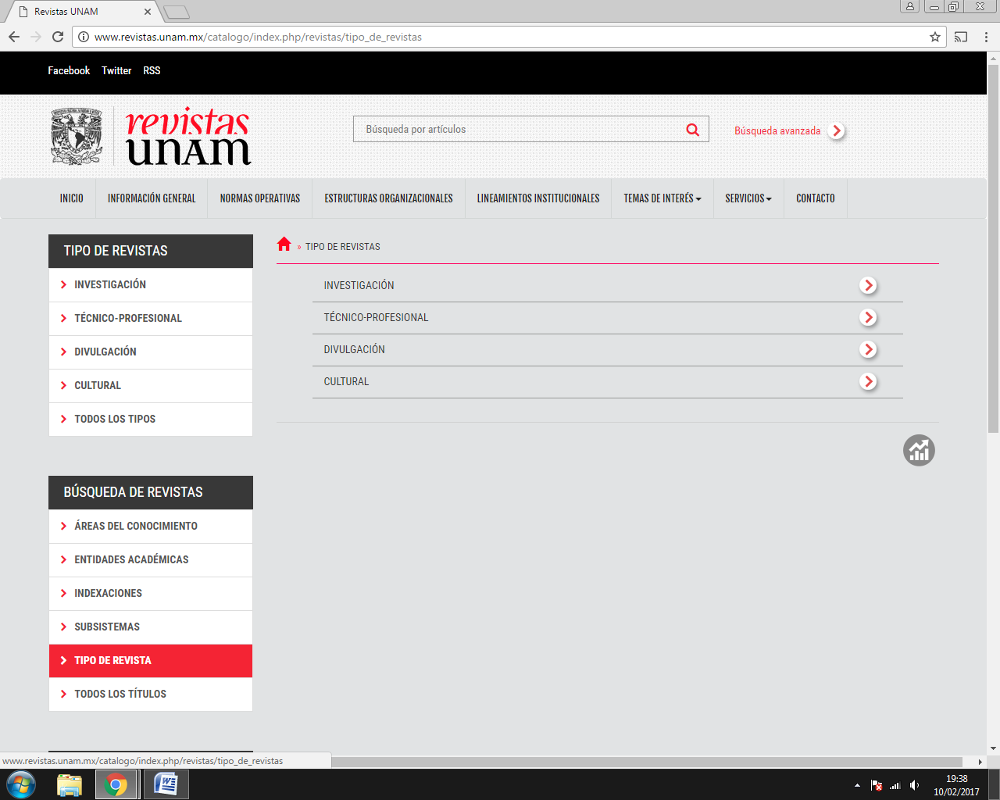 Revistas UNAM
www.revistas.unam.mx/catalogo/index.php/revistas/tipo_de_revistas
Facebook Twitter RSS
revistas
UNAM
Búsqueda por artículos
Búsqueda avanzada
INICIO INFORMACIÓN GENERAL NORMAS OPERATIVAS ESTRUCTURAS ORGANIZACIONALES LINEAMIENTOS INSTITUCIONALES TEMAS DE INTERÉS SERVICIOS CONTACTO
TIPO DE REVISTAS
INVESTIGACIÓN
TÉCNICO-PROFESIONAL
DIVULGACIÓN
CULTURAL
TODOS LOS TIPOS
» TIPO DE REVISTAS
INVESTIGACIÓN
TÉCNICO-PROFESIONAL
DIVULGACIÓN
CULTURAL
BÚSQUEDA DE REVISTAS
ÁREAS DEL CONOCIMIENTO
ENTIDADES ACADÉMICAS
INDEXACIONES
SUBSISTEMAS
TIPO DE REVISTA
TODOS LOS TÍTULOS
www.revistas.unam.mx/catalogo/index.php/revistas/tipo_de_revistas
19:38
10/02/2017